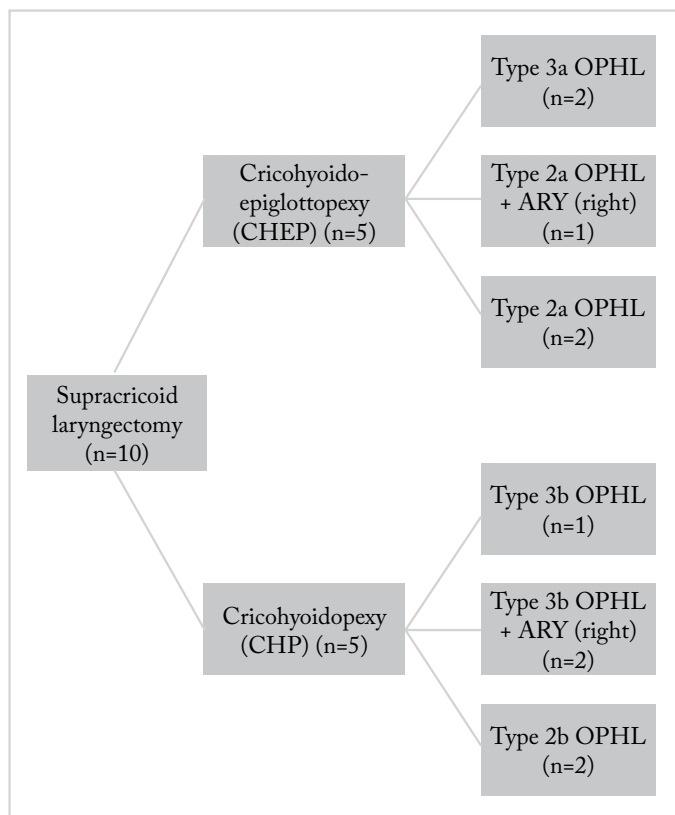 Supracricoid
laryngectomy
(n=10)
Cricohyoido-
epiglottopexy
(CHEP) (n=5)
Type 3a OPHL
(n=2)
Type 2a OPHL
+ ARY (right)
(n=1)
Type 2a OPHL
(n=2)
Cricohyoidopexy
(CHP) (n=5)
Type 3b OPHL
(n=1)
Type 3b OPHL
+ ARY (right)
(n=2)
Type 2b OPHL
(n=2)